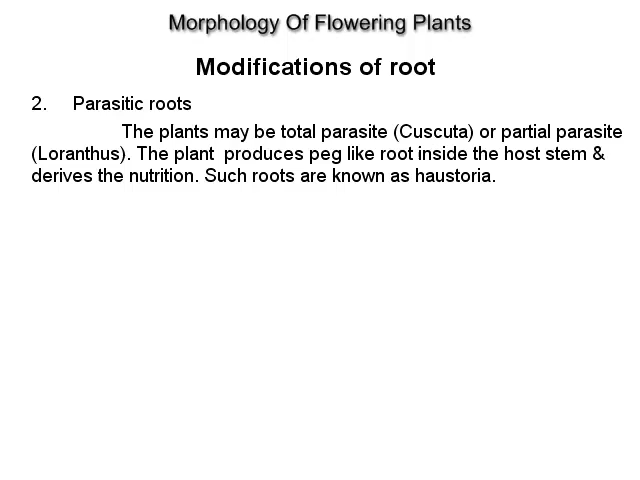 Morphology Of Flowering Plants
Modifications of root
2. Parasitic roots
The plants may be total parasite (Cuscuta) or partial parasite
(Loranthus). The plant produces peg like root inside the host stem &
derives the nutrition. Such roots are known as haustoria.